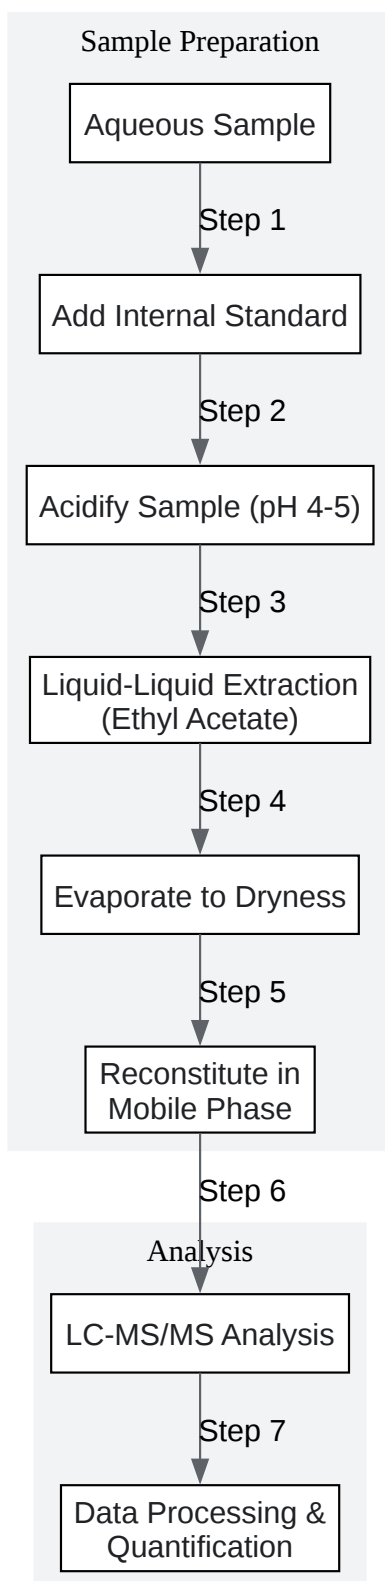 Sample Preparation
Aqueous Sample
Step 1
Add Internal Standard
Step 2
Acidify Sample (pH 4-5)
Step 3
Liquid-Liquid Extraction
(Ethyl Acetate)
Step 4
Evaporate to Dryness
Step 5
Reconstitute in
Mobile Phase
Step 6
Analysis
LC-MS/MS Analysis
Step 7
Data Processing &
Quantification